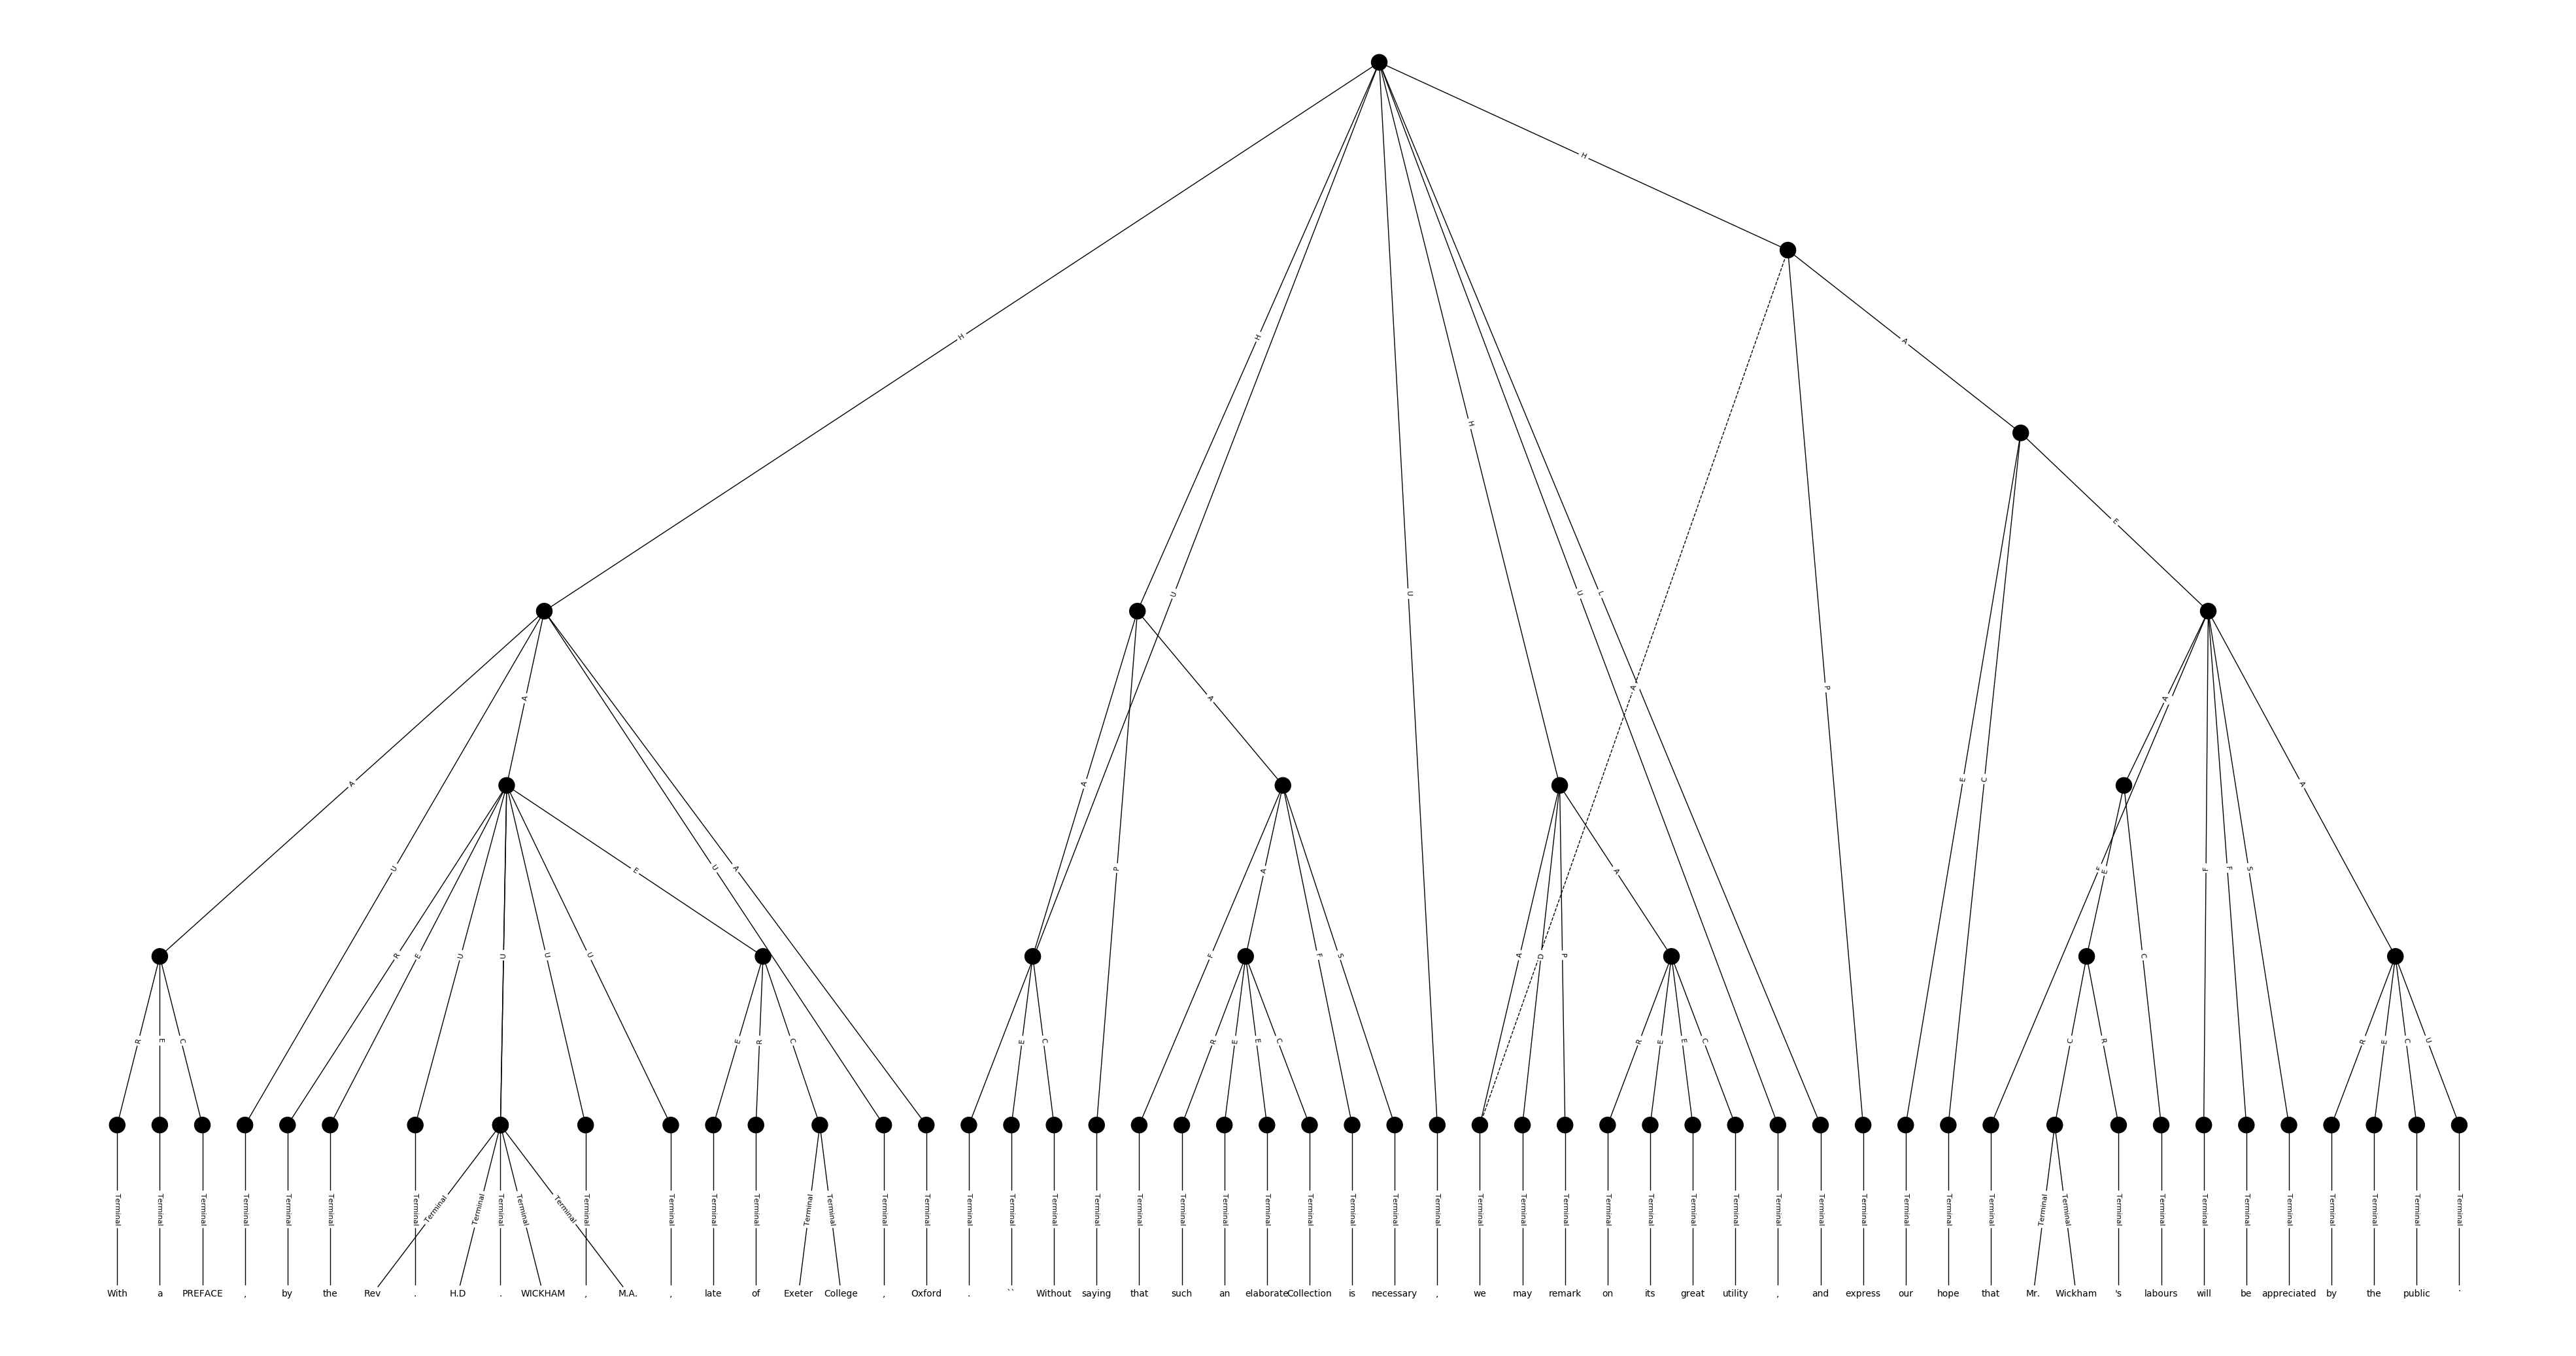 H
H
A
H
H
U
E
U
U
L
A
P
A
A
A
E
C
A
A
U
E
U
A
P
A
F
A
E
E
C
F
F
S
R
E
U
U
U
U
F
S
A
D
P
R
E
C
E
R
C
E
C
R
E
E
C
R
E
E
C
C
R
R
E
C
U
Terminal Terminal Terminal Terminal Terminal Terminal Terminal Terminal Terminal Terminal Terminal Terminal Terminal Terminal Terminal Terminal Terminal Terminal Terminal Terminal Terminal Terminal Terminal Terminal Terminal Terminal Terminal Terminal Terminal Terminal Terminal Terminal Terminal Terminal Terminal Terminal Terminal Terminal Terminal Terminal Terminal Terminal Terminal Terminal Terminal Terminal Terminal Terminal Terminal Terminal Terminal Terminal Terminal Terminal Terminal Terminal
With a PREFACE , by the Rev . H.D . WICKHAM , M.A. , late of Exeter College , Oxford . `` Without saying that such an elaborate Collection is necessary , we may remark on its great utility , and express our hope that Mr. Wickham 's labours will be appreciated by the public .